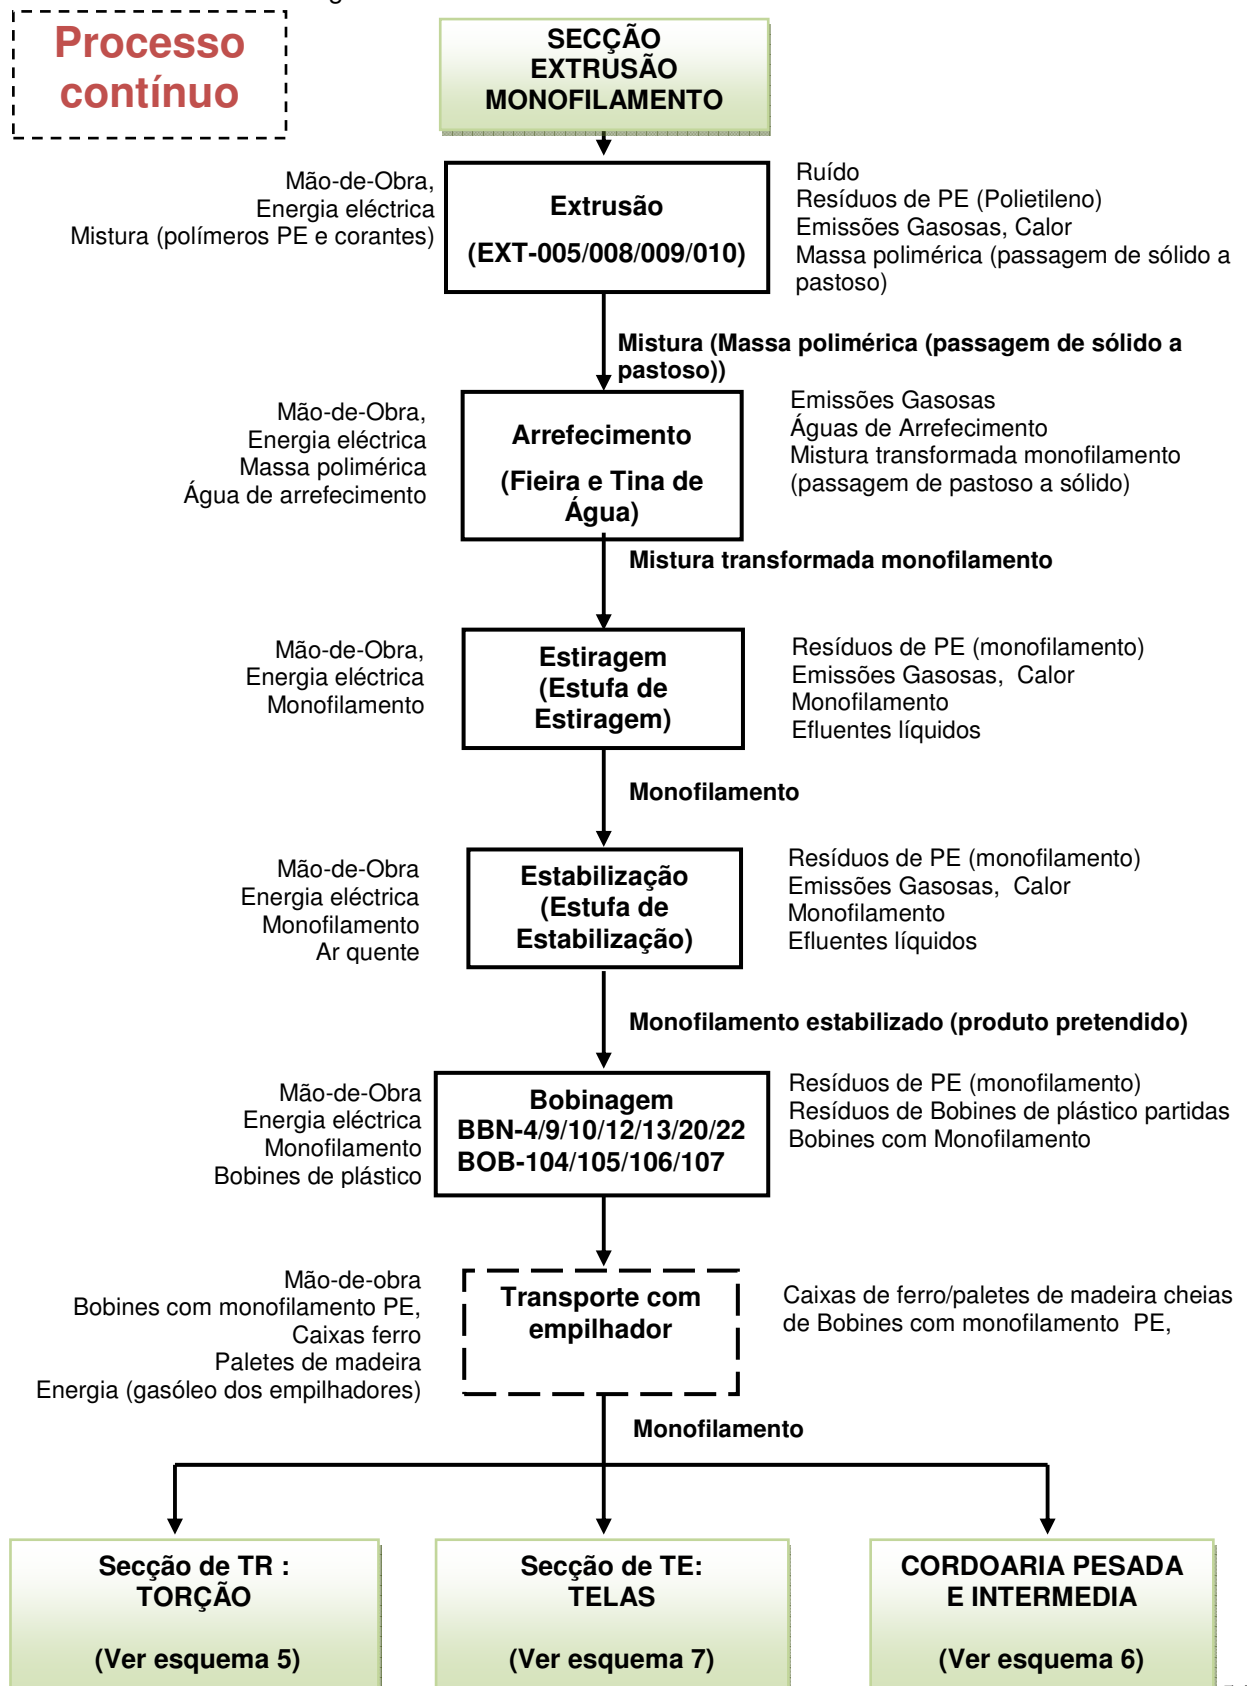 Processo
contínuo
SECÇÃO
EXTRUSÃO
MONOFILAMENTO
Mão-de-Obra,
Energia eléctrica
Mistura (polímeros PE e corantes)
Extrusão
(EXT-005/008/009/010)
Ruído
Resíduos de PE (Polietileno)
Emissões Gasosas, Calor
Massa polimérica (passagem de sólido a
pastoso)
Mistura (Massa polimérica (passagem de sólido a
pastoso))
Mão-de-Obra,
Energia eléctrica
Massa polimérica
Água de arrefecimento
Arrefecimento
(Fieira e Tina de
Água)
Emissões Gasosas
Águas de Arrefecimento
Mistura transformada monofilamento
(passagem de pastoso a sólido)
Mistura transformada monofilamento
Mão-de-Obra,
Energia eléctrica
Monofilamento
Estiragem
(Estufa de
Estiragem)
Resíduos de PE (monofilamento)
Emissões Gasosas, Calor
Monofilamento
Efluentes líquidos
Monofilamento
Mão-de-Obra
Energia eléctrica
Monofilamento
Ar quente
Estabilização
(Estufa de
Estabilização)
Resíduos de PE (monofilamento)
Emissões Gasosas, Calor
Monofilamento
Efluentes líquidos
Monofilamento estabilizado (produto pretendido)
Mão-de-Obra
Energia eléctrica
Monofilamento
Bobines de plástico
Bobinagem
BBN-4/9/10/12/13/20/22
BOB-104/105/106/107
Resíduos de PE (monofilamento)
Resíduos de Bobines de plástico partidas
Bobines com Monofilamento
Mão-de-obra
Bobines com monofilamento PE,
Caixas ferro
Paletes de madeira
Energia (gasóleo dos empilhadores)
Transporte com
empilhador
Caixas de ferro/paletes de madeira cheias
de Bobines com monofilamento PE,
Monofilamento
Secção de TR :
TORÇÃO
(Ver esquema 5)
Secção de TE:
TELAS
(Ver esquema 7)
CORDOARIA PESADA
E INTERMEDIA
(Ver esquema 6)